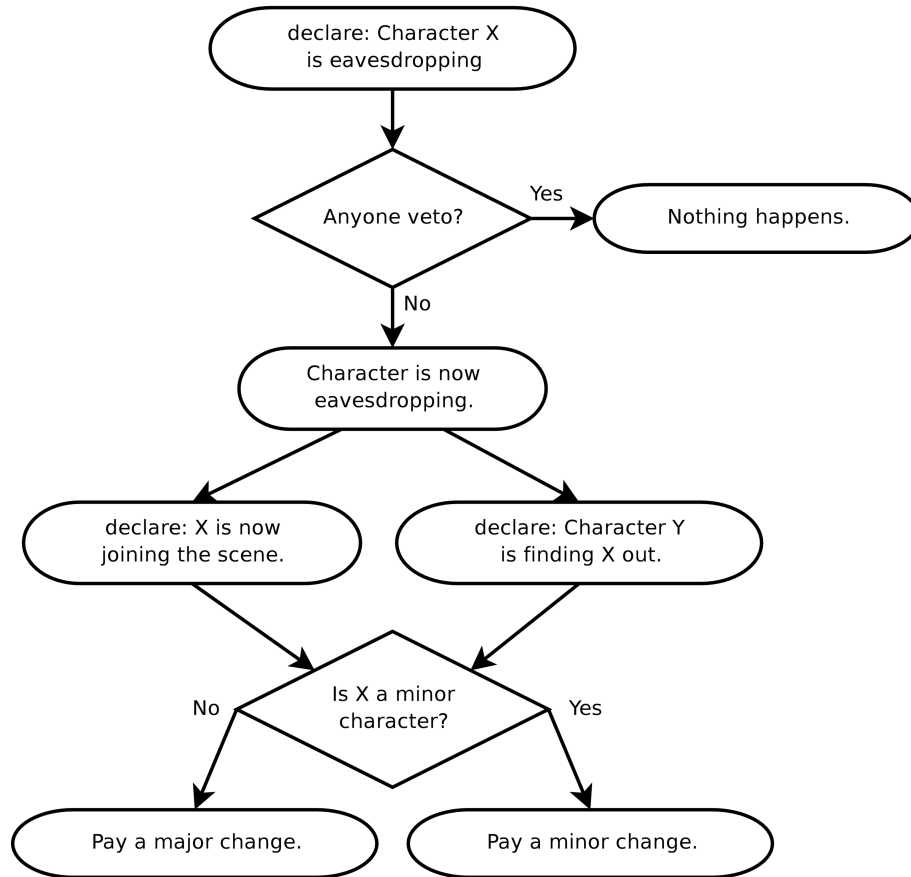 declare: Character X
is eavesdropping
Anyone veto?
Yes
Nothing happens.
No
Character is now
eavesdropping.
declare: X is now
joining the scene.
declare: Character Y
is finding X out.
Is X a minor
character?
No
Yes
Pay a major change.
Pay a minor change.